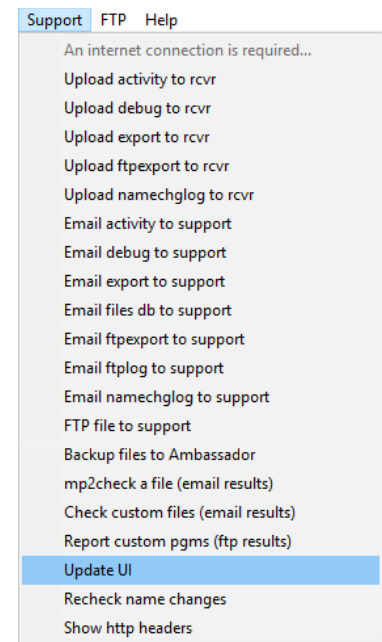 Support FTP Help
An internet connection is required...
Upload activity to rcvr
Upload debug to rcvr
Upload export to rcvr
Upload ftpexport to rcvr
Upload namechglog to rcvr
Email activity to support
Email debug to support
Email export to support
Email files db to support
Email ftpexport to support
Email ftplog to support
Email namechglog to support
FTP file to support
Backup files to Ambassador
mp2check a file (email results)
Check custom files (email results)
Report custom pgms (ftp results)
Update UI
Recheck name changes
Show http headers